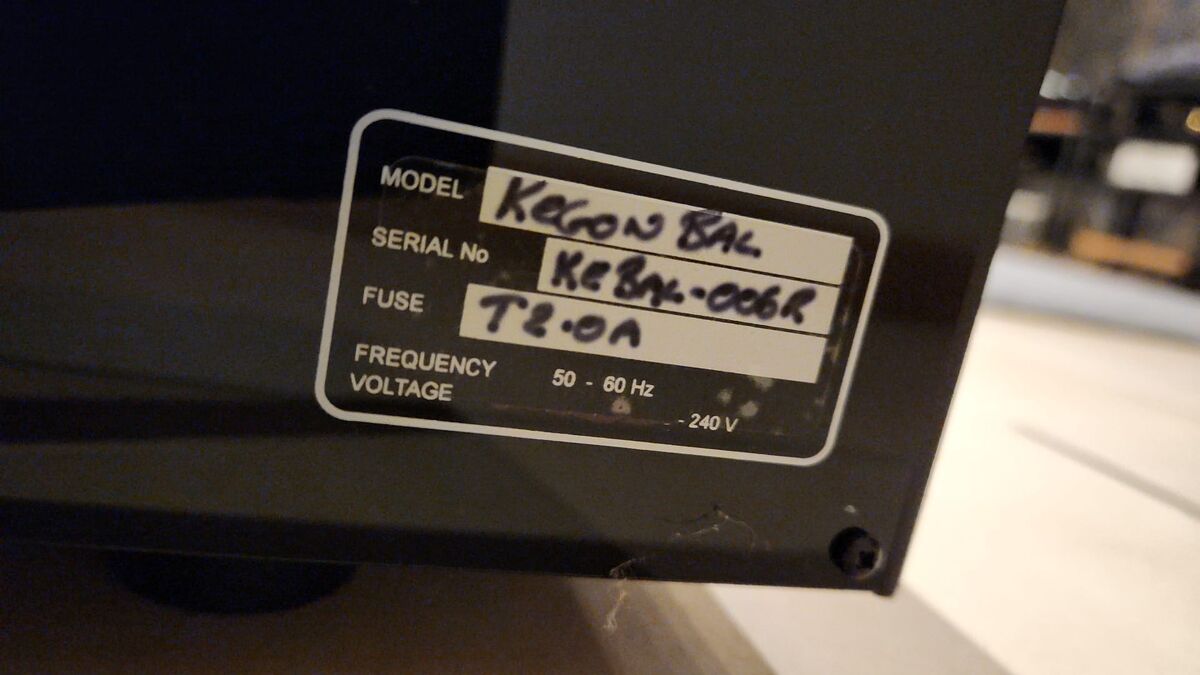 MODEL KEGON BAL
SERIAL No KEBAL-006R
FUSE T2.0A
FREQUENCY 50 - 60 Hz
VOLTAGE - 240 V